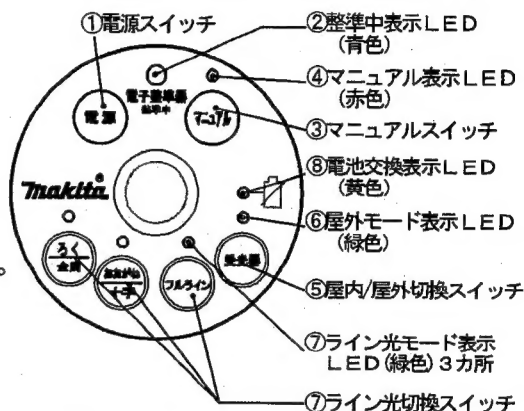 ①電源スイッチ
②整準中表示LED
(青色)
④マニュアル表示LED
(赤色)
③マニュアルスイッチ
⑧電池交換表示LED
(黄色)
⑥屋外モード表示LED
(緑色)
⑤屋内/屋外切換スイッチ
⑦ライン光モード表示
LED(緑色)3カ所
⑦ライン光切換スイッチ
電子整準器
整準中
電源
マニュアル
makita®
ろく
おおがね
十字
フルライン
受光器